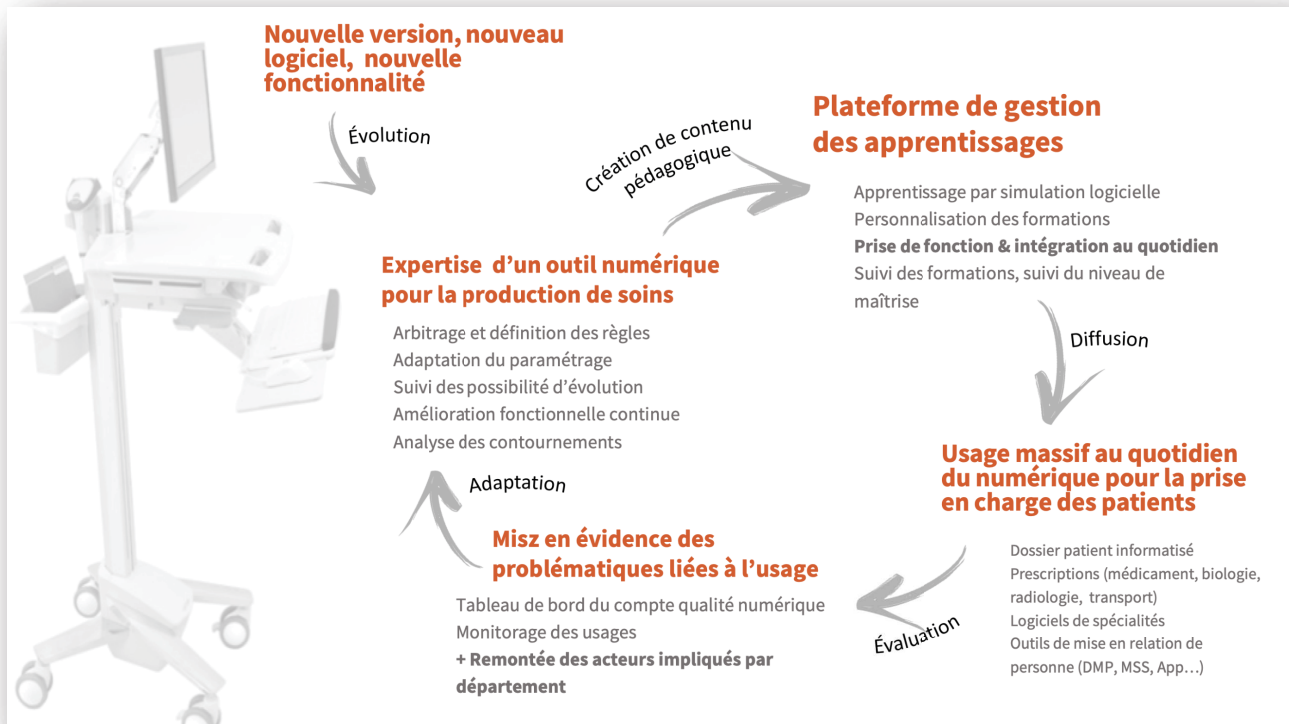 Nouvelle version, nouveau
logiciel, nouvelle
fonctionnalité
Évolution
Création de contenu
pédagogique
Plateforme de gestion
des apprentissages
Apprentissage par simulation logicielle
Personnalisation des formations
Prise de fonction & intégration au quotidien
Suivi des formations, suivi du niveau de
maîtrise
Expertise d'un outil numérique
pour la production de soins
Arbitrage et définition des règles
Adaptation du paramétrage
Suivi des possibilité d'évolution
Amélioration fonctionnelle continue
Analyse des contournements
Diffusion
Usage massif au quotidien
du numérique pour la prise
en charge des patients
Dossier patient informatisé
Prescriptions (médicament, biologie,
radiologie, transport)
Logiciels de spécialités
Outils de mise en relation de
personne (DMP, MSS, App…)
Évaluation
Adaptation
Misz en évidence des
problématiques liées à l'usage
Tableau de bord du compte qualité numérique
Monitorage des usages
+ Remontée des acteurs impliqués par
département